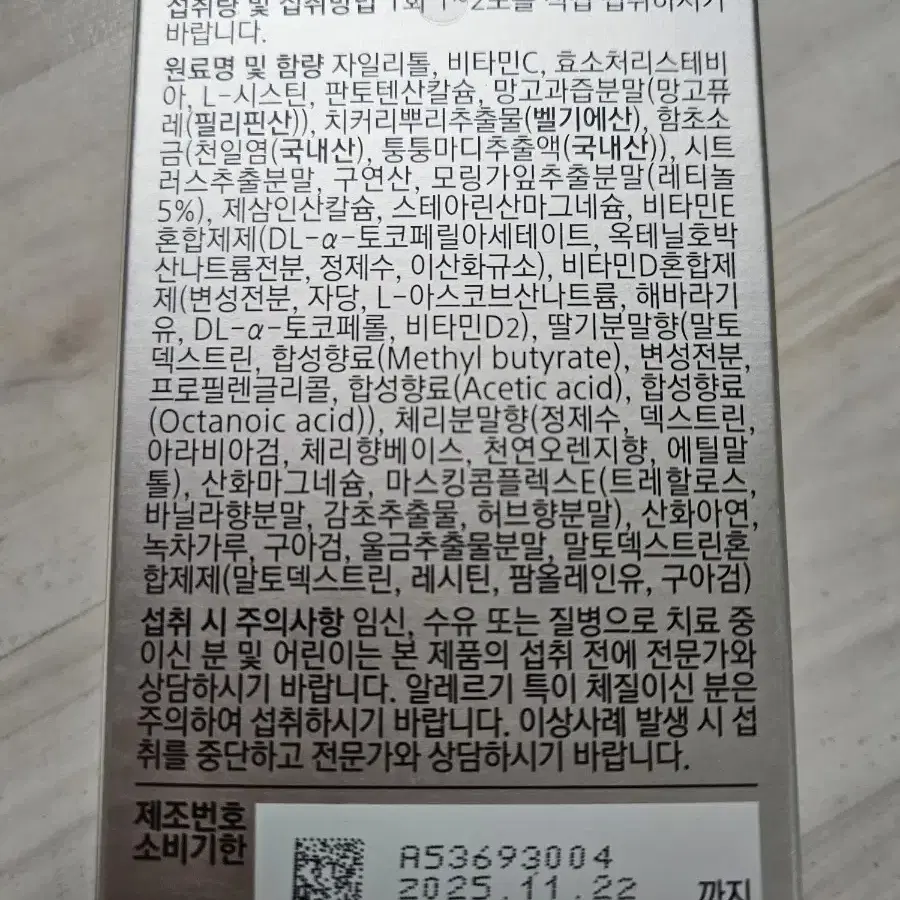 섭취량 및 섭취방법 1회 1~2포를 직접 섭취하시기
바랍니다.
원료명 및 함량 자일리톨, 비타민C, 효소처리스테비
아, L-시스틴, 판토텐산칼슘, 망고과즙분말(망고퓨
레(필리핀산)), 치커리뿌리추출물(벨기에산), 함초소
금(천일염(국내산), 퉁퉁마디추출액(국내산)), 시트
러스추출분말, 구연산, 모링가잎추출분말(레티놀
5%), 제삼인산칼슘, 스테아린산마그네슘, 비타민E
혼합제제(DL-α-토코페릴아세테이트, 옥테닐호박
산나트륨전분, 정제수, 이산화규소), 비타민D혼합제
제(변성전분, 자당, L-아스코브산나트륨, 해바라기
유, DL-α-토코페롤, 비타민D2), 딸기분말향(말토
덱스트린, 합성향료(Methyl butyrate), 변성전분,
프로필렌글리콜, 합성향료(Acetic acid), 합성향료
(Octanoic acid)), 체리분말향(정제수, 덱스트린,
아라비아검, 체리향베이스, 천연오렌지향, 에틸말
톨), 산화마그네슘, 마스킹콤플렉스E(트레할로스,
바닐라향분말, 감초추출물, 허브향분말), 산화아연,
녹차가루, 구아검, 울금추출물분말, 말토덱스트린혼
합제제(말토덱스트린, 레시틴, 팜올레인유, 구아검)
섭취 시 주의사항 임신, 수유 또는 질병으로 치료 중
이신 분 및 어린이는 본 제품의 섭취 전에 전문가와
상담하시기 바랍니다. 알레르기 특이 체질이신 분은
주의하여 섭취하시기 바랍니다. 이상사례 발생 시 섭
취를 중단하고 전문가와 상담하시기 바랍니다.
제조번호
소비기한
A53693004
2025.11.22 까지